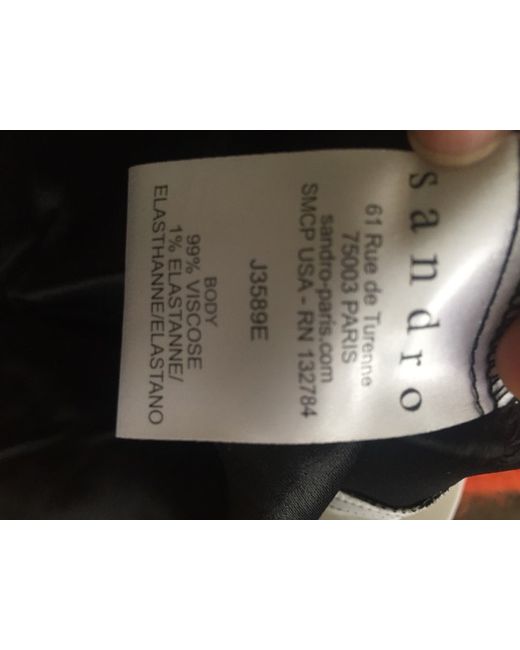 sandro
61 Rue de Turenne
75003 PARIS
sandro-paris.com
SMCP USA - RN 132784
J3589E
BODY
99% VISCOSE
1% ELASTANNE/
ELASTHANNE/ELASTANO